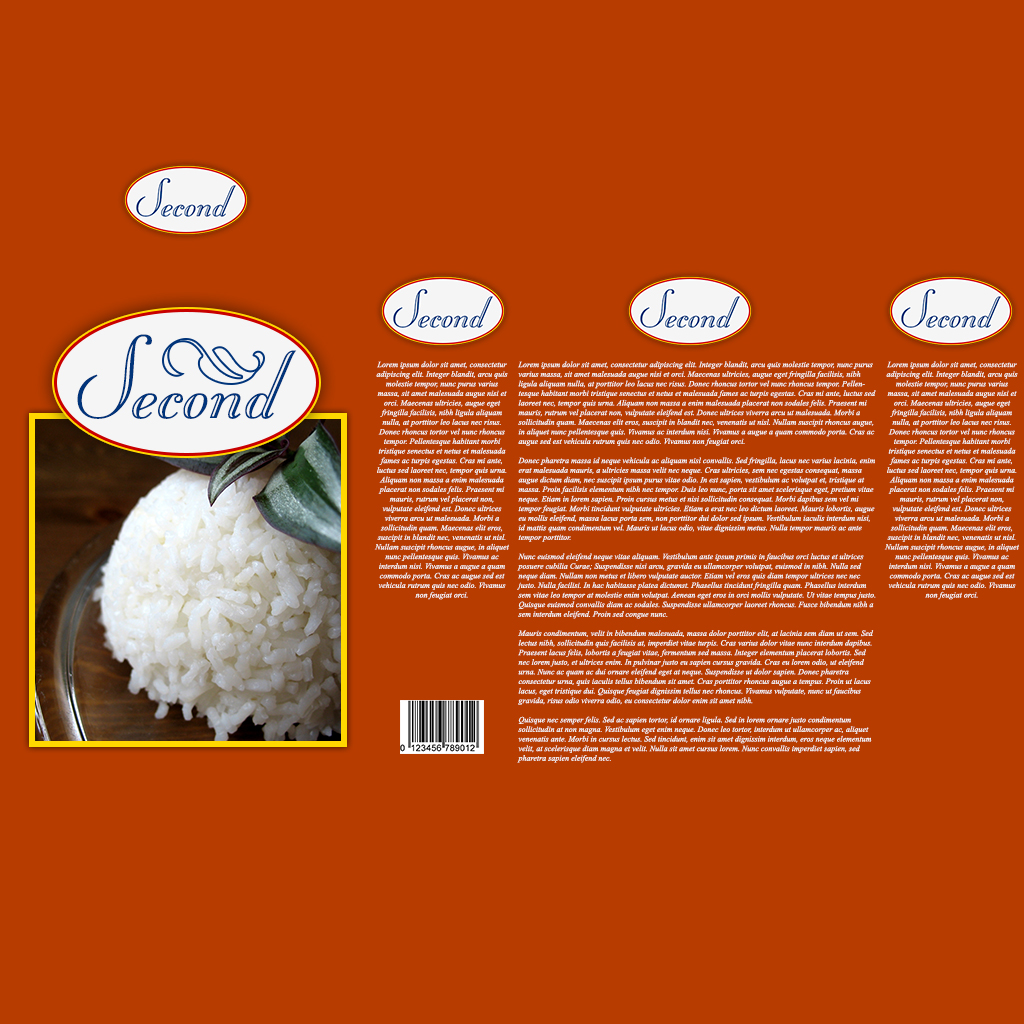 Second
Second
Second
Second
Second
Lorem ipsum dolor sit amet, consectetur
adipiscing elit. Integer blandit, arcu quis
molestie tempor, nunc purus varius
massa, sit amet malesuada augue nisi et
orci. Maecenas ultricies, augue eget
fringilla facilisis, nibh ligula aliquam
nulla, at porttitor leo lacus nec risus.
Donec rhoncus tortor vel nunc rhoncus
tempor. Pellentesque habitant morbi
tristique senectus et netus et malesuada
fames ac turpis egestas. Cras mi ante,
luctus sed laoreet nec, tempor quis urna.
Aliquam non massa a enim malesuada
placerat non sodales felis. Praesent mi
mauris, rutrum vel placerat non,
vulputate eleifend est. Donec ultrices
viverra arcu ut malesuada. Morbi a
sollicitudin quam. Maecenas elit eros,
suscipit in blandit nec, venenatis ut nisl.
Nullam suscipit rhoncus augue, in aliquet
nunc pellentesque quis. Vivamus ac
interdum nisi. Vivamus a augue a quam
commodo porta. Cras ac augue sed est
vehicula rutrum quis nec odio. Vivamus
non feugiat orci.
0 123456 789012
Lorem ipsum dolor sit amet, consectetur adipiscing elit. Integer blandit, arcu quis molestie tempor, nunc purus
varius massa, sit amet malesuada augue nisi et orci. Maecenas ultricies, augue eget fringilla facilisis, nibh
ligula aliquam nulla, at porttitor leo lacus nec risus. Donec rhoncus tortor vel nunc rhoncus tempor. Pellen-
tesque habitant morbi tristique senectus et netus et malesuada fames ac turpis egestas. Cras mi ante, luctus sed
laoreet nec, tempor quis urna. Aliquam non massa a enim malesuada placerat non sodales felis. Praesent mi
mauris, rutrum vel placerat non, vulputate eleifend est. Donec ultrices viverra arcu ut malesuada. Morbi a
sollicitudin quam. Maecenas elit eros, suscipit in blandit nec, venenatis ut nisl. Nullam suscipit rhoncus augue,
in aliquet nunc pellentesque quis. Vivamus ac interdum nisi. Vivamus a augue a quam commodo porta. Cras ac
augue sed est vehicula rutrum quis nec odio. Vivamus non feugiat orci.
Donec pharetra massa id neque vehicula ac aliquam nisl convallis. Sed fringilla, lacus nec varius lacinia, enim
erat malesuada mauris, a ultricies massa velit nec neque. Cras ultricies, sem nec egestas consequat, massa
augue dictum diam, nec suscipit ipsum purus vitae odio. In est sapien, vestibulum ac volutpat et, tristique at
massa. Proin facilisis elementum nibh nec tempor. Duis leo nunc, porta sit amet scelerisque eget, pretium vitae
neque. Etiam in lorem sapien. Proin cursus metus et nisi sollicitudin consequat. Morbi dapibus sem vel mi
tempor feugiat. Morbi tincidunt vulputate ultricies. Etiam a erat nec leo dictum laoreet. Mauris lobortis, augue
eu mollis eleifend, massa lacus porta sem, non porttitor dui dolor sed ipsum. Vestibulum iaculis interdum nisi,
id mattis quam condimentum vel. Mauris ut lacus odio, vitae dignissim metus. Nulla tempor mauris ac ante
tempor porttitor.
Nunc euismod eleifend neque vitae aliquam. Vestibulum ante ipsum primis in faucibus orci luctus et ultrices
posuere cubilia Curae; Suspendisse nisi arcu, gravida eu ullamcorper volutpat, euismod in nibh. Nulla sed
neque diam. Nullam non metus et libero vulputate auctor. Etiam vel eros quis diam tempor ultrices nec nec
justo. Nulla facilisi. In hac habitasse platea dictumst. Phasellus tincidunt fringilla quam. Phasellus interdum
sem vitae leo tempor at molestie enim volutpat. Aenean eget eros in orci mollis vulputate. Ut vitae tempus justo.
Quisque euismod convallis diam ac sodales. Suspendisse ullamcorper laoreet rhoncus. Fusce bibendum nibh a
sem interdum eleifend. Proin sed congue nunc.
Mauris condimentum, velit in bibendum malesuada, massa dolor porttitor elit, at lacinia sem diam ut sem. Sed
lectus nibh, sollicitudin quis facilisis at, imperdiet vitae turpis. Cras varius dolor vitae nunc interdum dapibus.
Praesent lacus felis, lobortis a feugiat vitae, fermentum sed massa. Integer elementum placerat lobortis. Sed
nec lorem justo, et ultrices enim. In pulvinar justo eu sapien cursus gravida. Cras eu lorem odio, ut eleifend
urna. Nunc ac quam ac dui ornare eleifend eget at neque. Suspendisse ut dolor sapien. Donec pharetra
consectetur urna, quis iaculis tellus bibendum sit amet. Cras porttitor rhoncus augue a tempus. Proin ut lacus
lacus, eget tristique dui. Quisque feugiat dignissim tellus nec rhoncus. Vivamus vulputate, nunc ut faucibus
gravida, risus odio viverra odio, eu consectetur dolor enim sit amet nibh.
Quisque nec semper felis. Sed ac sapien tortor, id ornare ligula. Sed in lorem ornare justo condimentum
sollicitudin at non magna. Vestibulum eget enim neque. Donec leo tortor, interdum ut ullamcorper ac, aliquet
venenatis ante. Morbi in cursus lectus. Sed tincidunt, enim sit amet dignissim interdum, eros neque elementum
velit, at scelerisque diam magna et velit. Nulla sit amet cursus lorem. Nunc convallis imperdiet sapien, sed
pharetra sapien eleifend nec.
Lorem ipsum dolor sit amet, consectetur
adipiscing elit. Integer blandit, arcu quis
molestie tempor, nunc purus varius
massa, sit amet malesuada augue nisi et
orci. Maecenas ultricies, augue eget
fringilla facilisis, nibh ligula aliquam
nulla, at porttitor leo lacus nec risus.
Donec rhoncus tortor vel nunc rhoncus
tempor. Pellentesque habitant morbi
tristique senectus et netus et malesuada
fames ac turpis egestas. Cras mi ante,
luctus sed laoreet nec, tempor quis urna.
Aliquam non massa a enim malesuada
placerat non sodales felis. Praesent mi
mauris, rutrum vel placerat non,
vulputate eleifend est. Donec ultrices
viverra arcu ut malesuada. Morbi a
sollicitudin quam. Maecenas elit eros,
suscipit in blandit nec, venenatis ut nisl.
Nullam suscipit rhoncus augue, in aliquet
nunc pellentesque quis. Vivamus ac
interdum nisi. Vivamus a augue a quam
commodo porta. Cras ac augue sed est
vehicula rutrum quis nec odio. Vivamus
non feugiat orci.